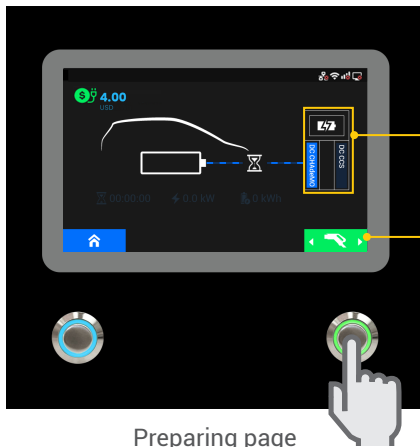 4.00
USD
DC CHAdeMO
DC CCS
00:00:00
0.0 kW
0 kWh
Preparing page